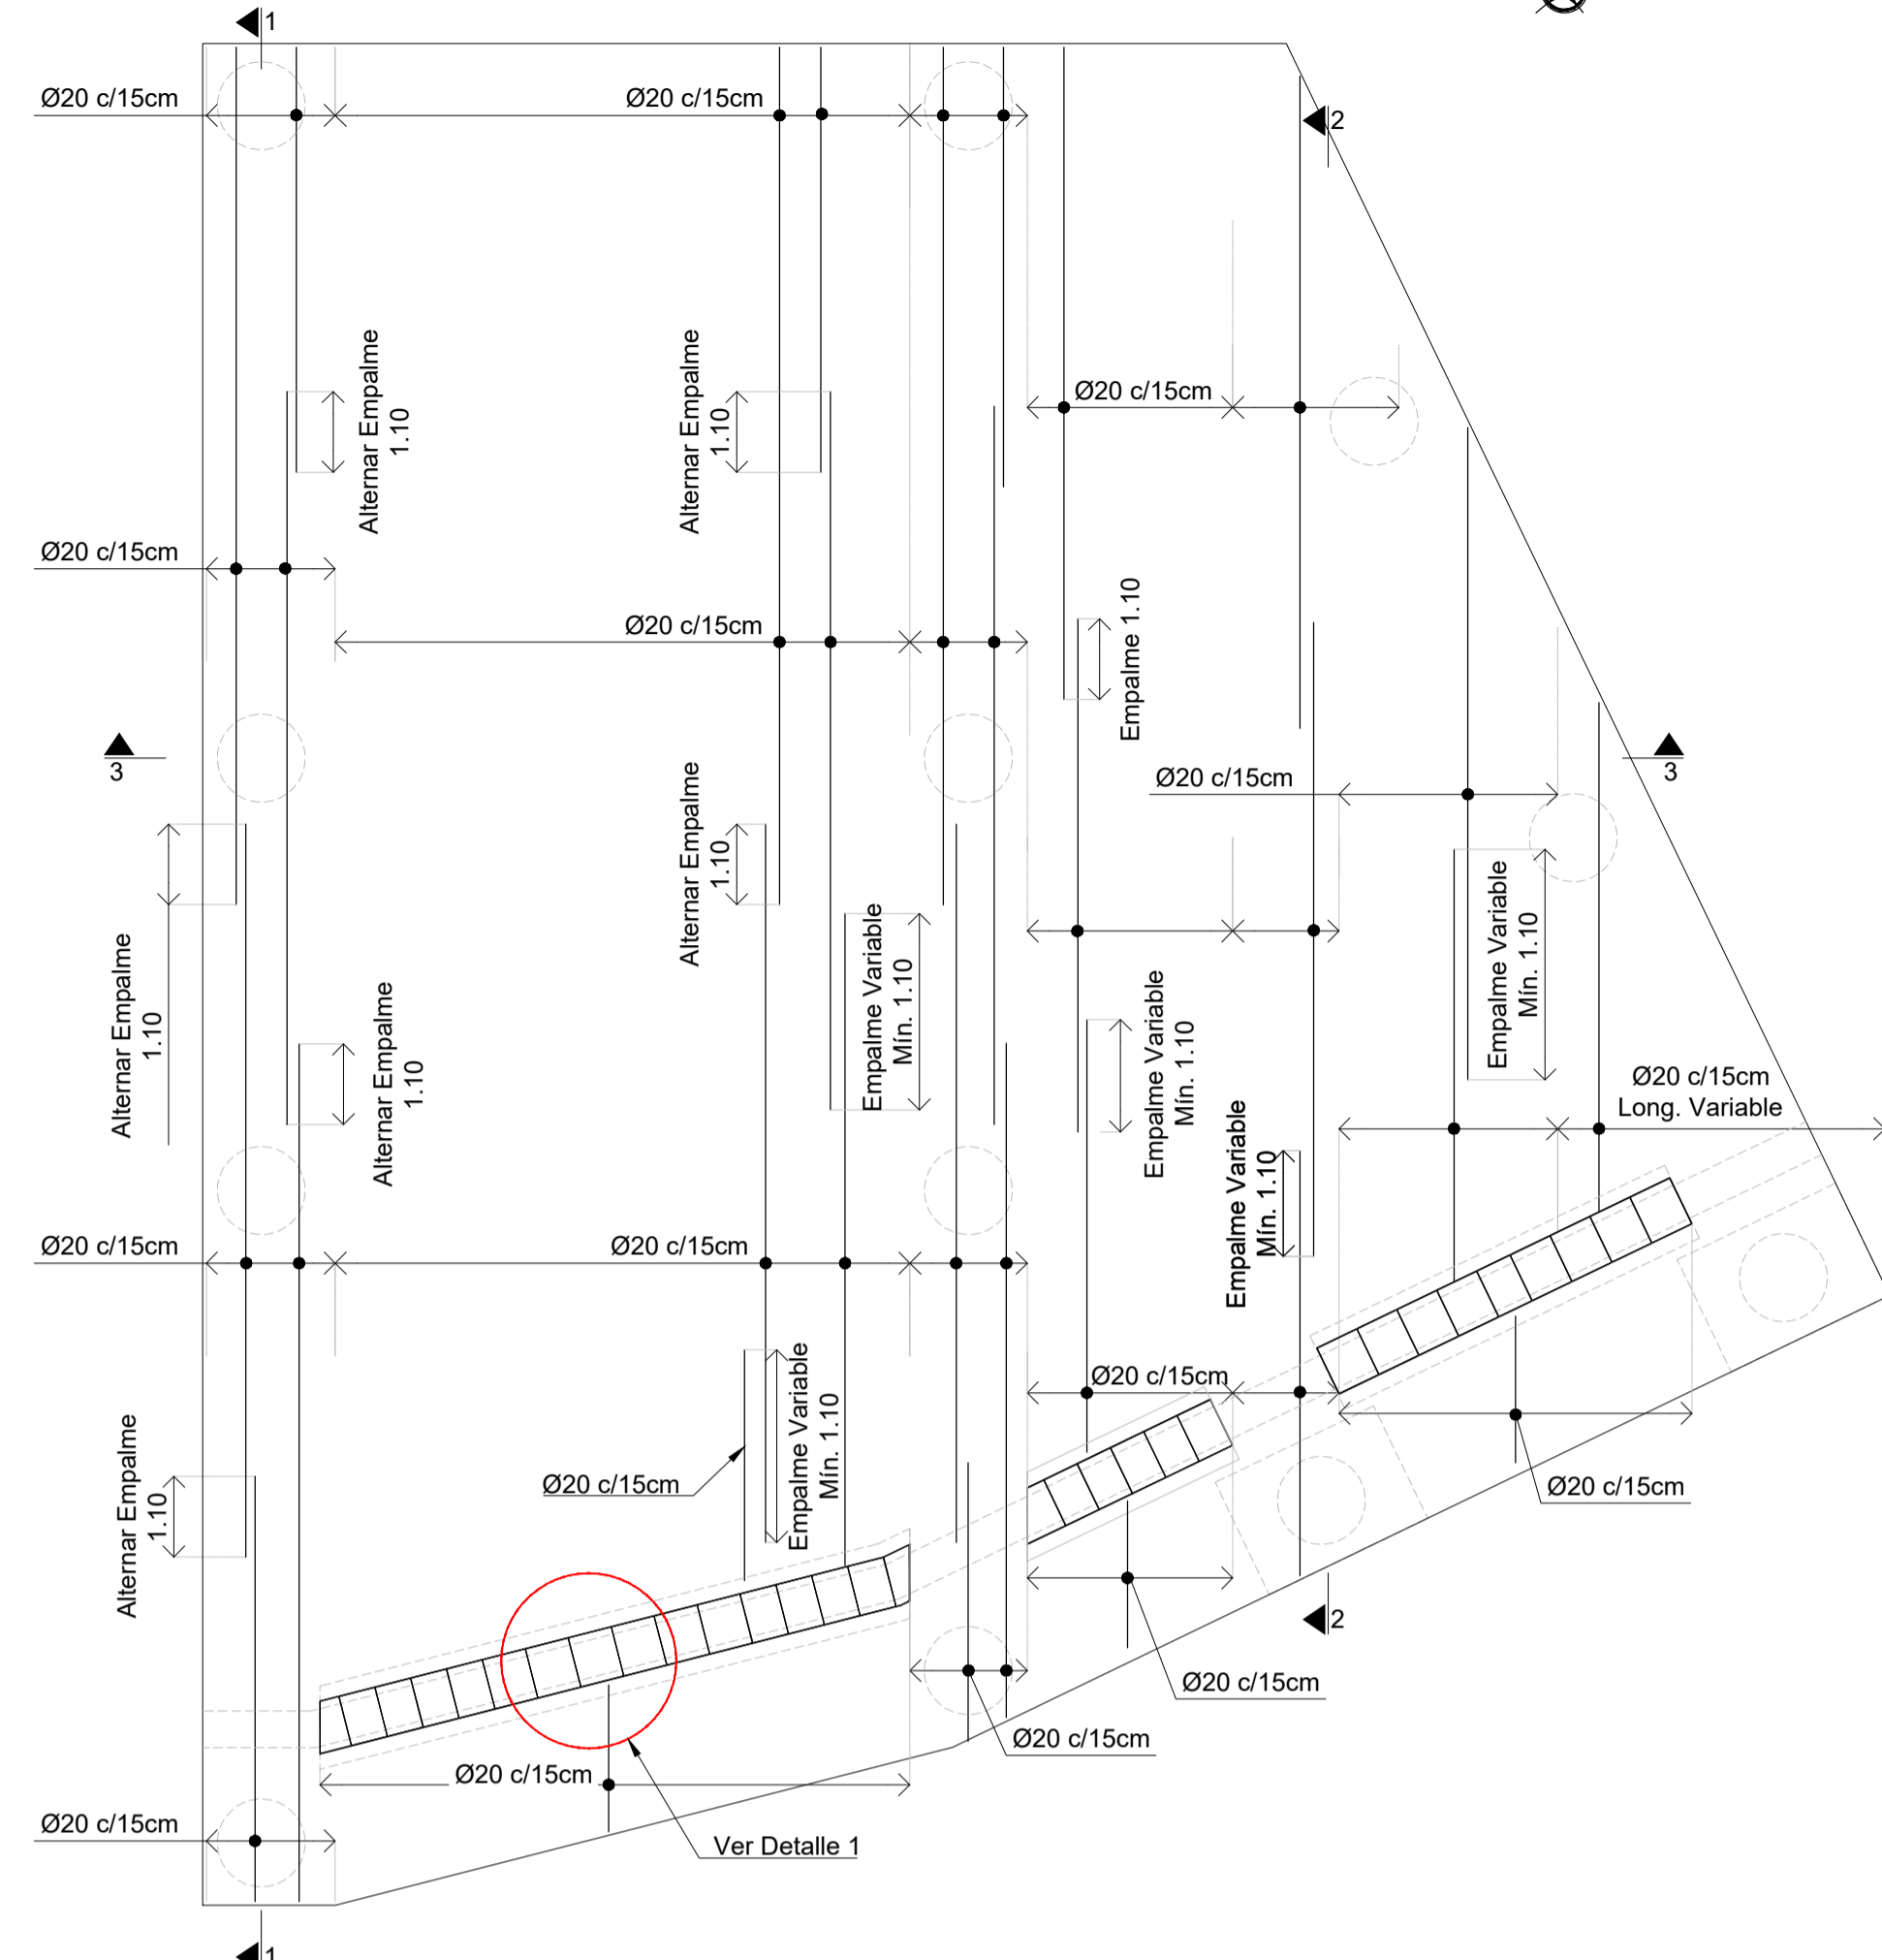 1
Ø20 c/15cm
Ø20 c/15cm
2
Alternar Empalme
1.10
Alternar Empalme
1.10
Ø20 c/15cm
Ø20 c/15cm
Ø20 c/15cm
Empalme 1.10
3
3
Ø20 c/15cm
Alternar Empalme
1.10
Alternar Empalme
1.10
Alternar Empalme
1.10
Empalme Variable
Mín. 1.10
Empalme Variable
Mín. 1.10
Empalme Variable
Mín. 1.10
Ø20 c/15cm
Long. Variable
Empalme Variable
Mín. 1.10
Ø20 c/15cm
Ø20 c/15cm
Ø20 c/15cm
Empalme Variable
Mín. 1.10
Alternar Empalme
1.10
Ø20 c/15cm
Ø20 c/15cm
2
Ø20 c/15cm
Ø20 c/15cm
Ø20 c/15cm
Ø20 c/15cm
Ver Detalle 1
1